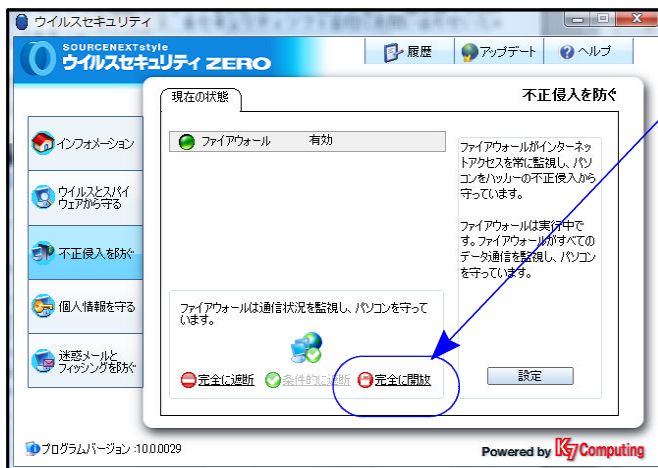 ウイルスセキュリティ
SOURCENEXTstyle
ウイルスセキュリティ ZERO
履歴
アップデート
ヘルプ
現在の状態
不正侵入を防ぐ
ファイアウォール 有効
インフォメーション
ウイルスとスパイ
ウェアから守る
不正侵入を防ぐ
個人情報を守る
迷惑メールと
フィッシングを防ぐ
ファイアウォールがインターネッ
トアクセスを常に監視し、パソ
コンをハッカーの不正侵入から
守っています。
ファイアウォールは実行中で
す。ファイアウォールがすべての
データ通信を監視し、パソコン
を守っています。
ファイアウォールは通信状況を監視し、パソコンを守って
います。
完全に遮断 条件的に遮断 完全に開放
設定
プログラムバージョン :10.0.0029
Powered by K7Computing